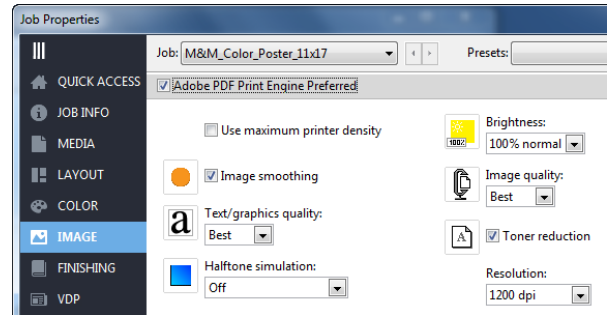 Job Properties
Job: M&M_Color_Poster_11x17 Presets:
QUICK ACCESS
Adobe PDF Print Engine Preferred
JOB INFO
MEDIA
LAYOUT
COLOR
IMAGE
FINISHING
VDP
Use maximum printer density
Image smoothing
Text/graphics quality:
a
Best
Halftone simulation:
Off
Brightness:
100%
100% normal
Image quality:
Best
A
Toner reduction
Resolution:
1200 dpi